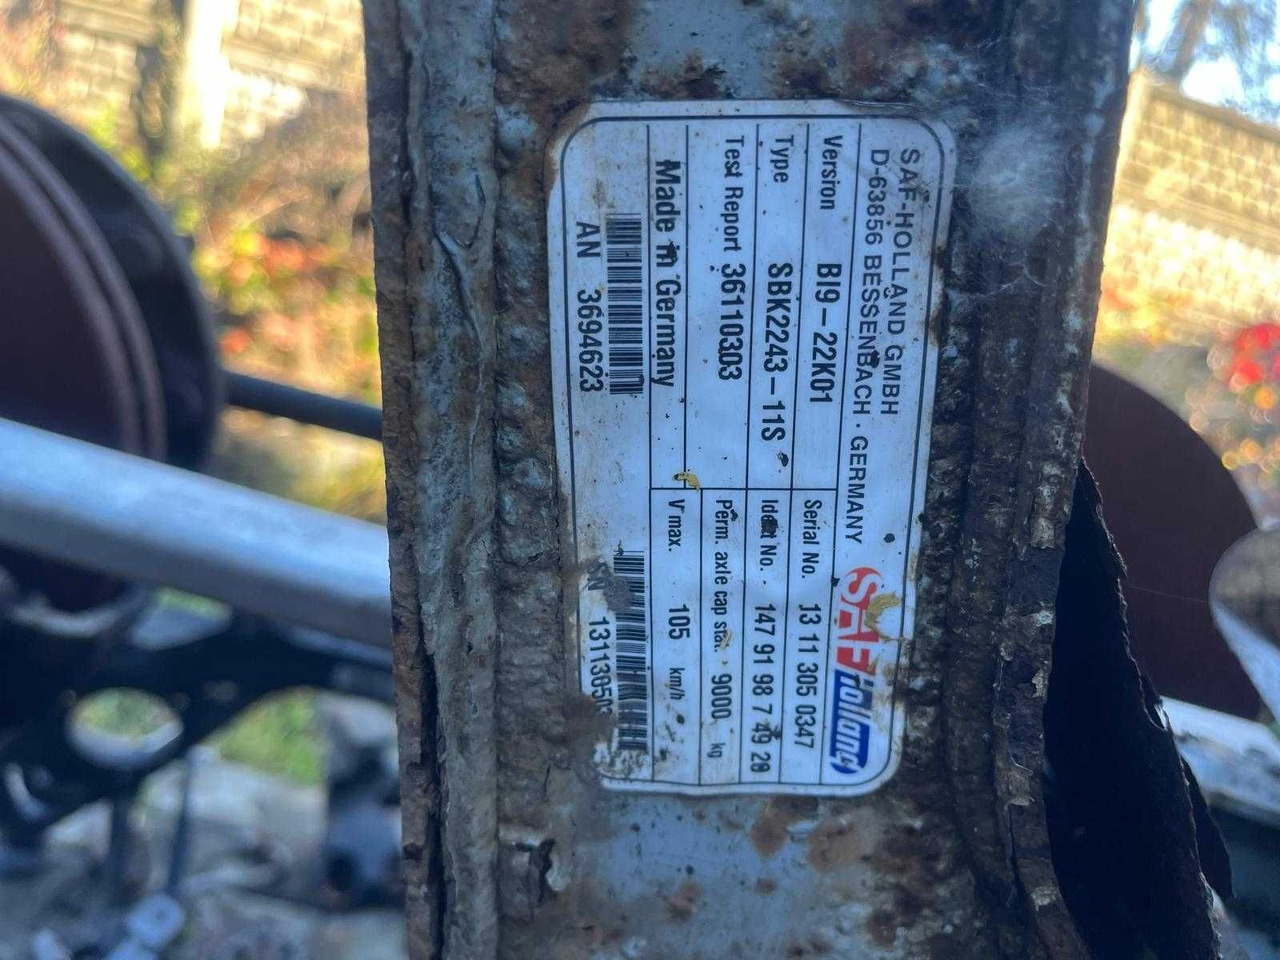 SAF-HOLLAND GMBH
D-63856 BESSENBACH · GERMANY
SAF Holland
Version BI9-22K01
Type SBK2243-11S
Test Report 36110303
Made in Germany
AN 3694623
Serial No. 13 11 305 0347
Ident No. 147 91 98 7 49 29
Perm. axle cap stat. 9000 kg
V max. 105 km/h
SN